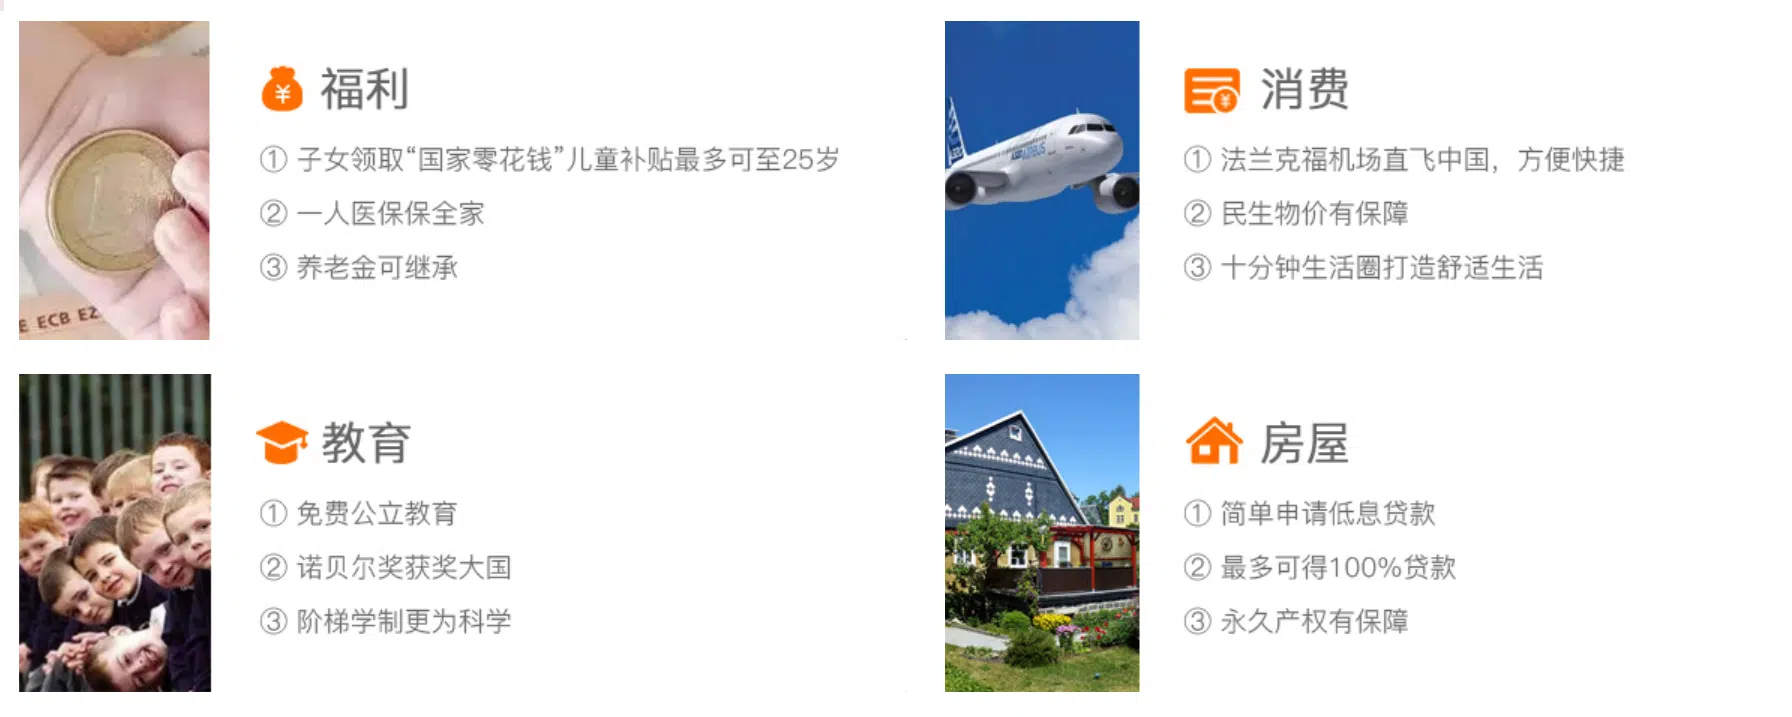 福利
① 子女领取“国家零花钱”儿童补贴最多可至25岁
② 一人医保保全家
③ 养老金可继承
ECB EZ
消费
① 法兰克福机场直飞中国，方便快捷
② 民生物价有保障
③ 十分钟生活圈打造舒适生活
AIRBUS
教育
① 免费公立教育
② 诺贝尔奖获奖大国
③ 阶梯学制更为科学
房屋
① 简单申请低息贷款
② 最多可得100%贷款
③ 永久产权有保障